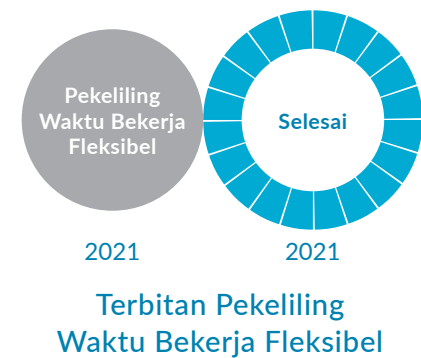 Pekeliling
Waktu Bekerja
Fleksibel
Selesai
2021
2021
Terbitan Pekeliling
Waktu Bekerja Fleksibel